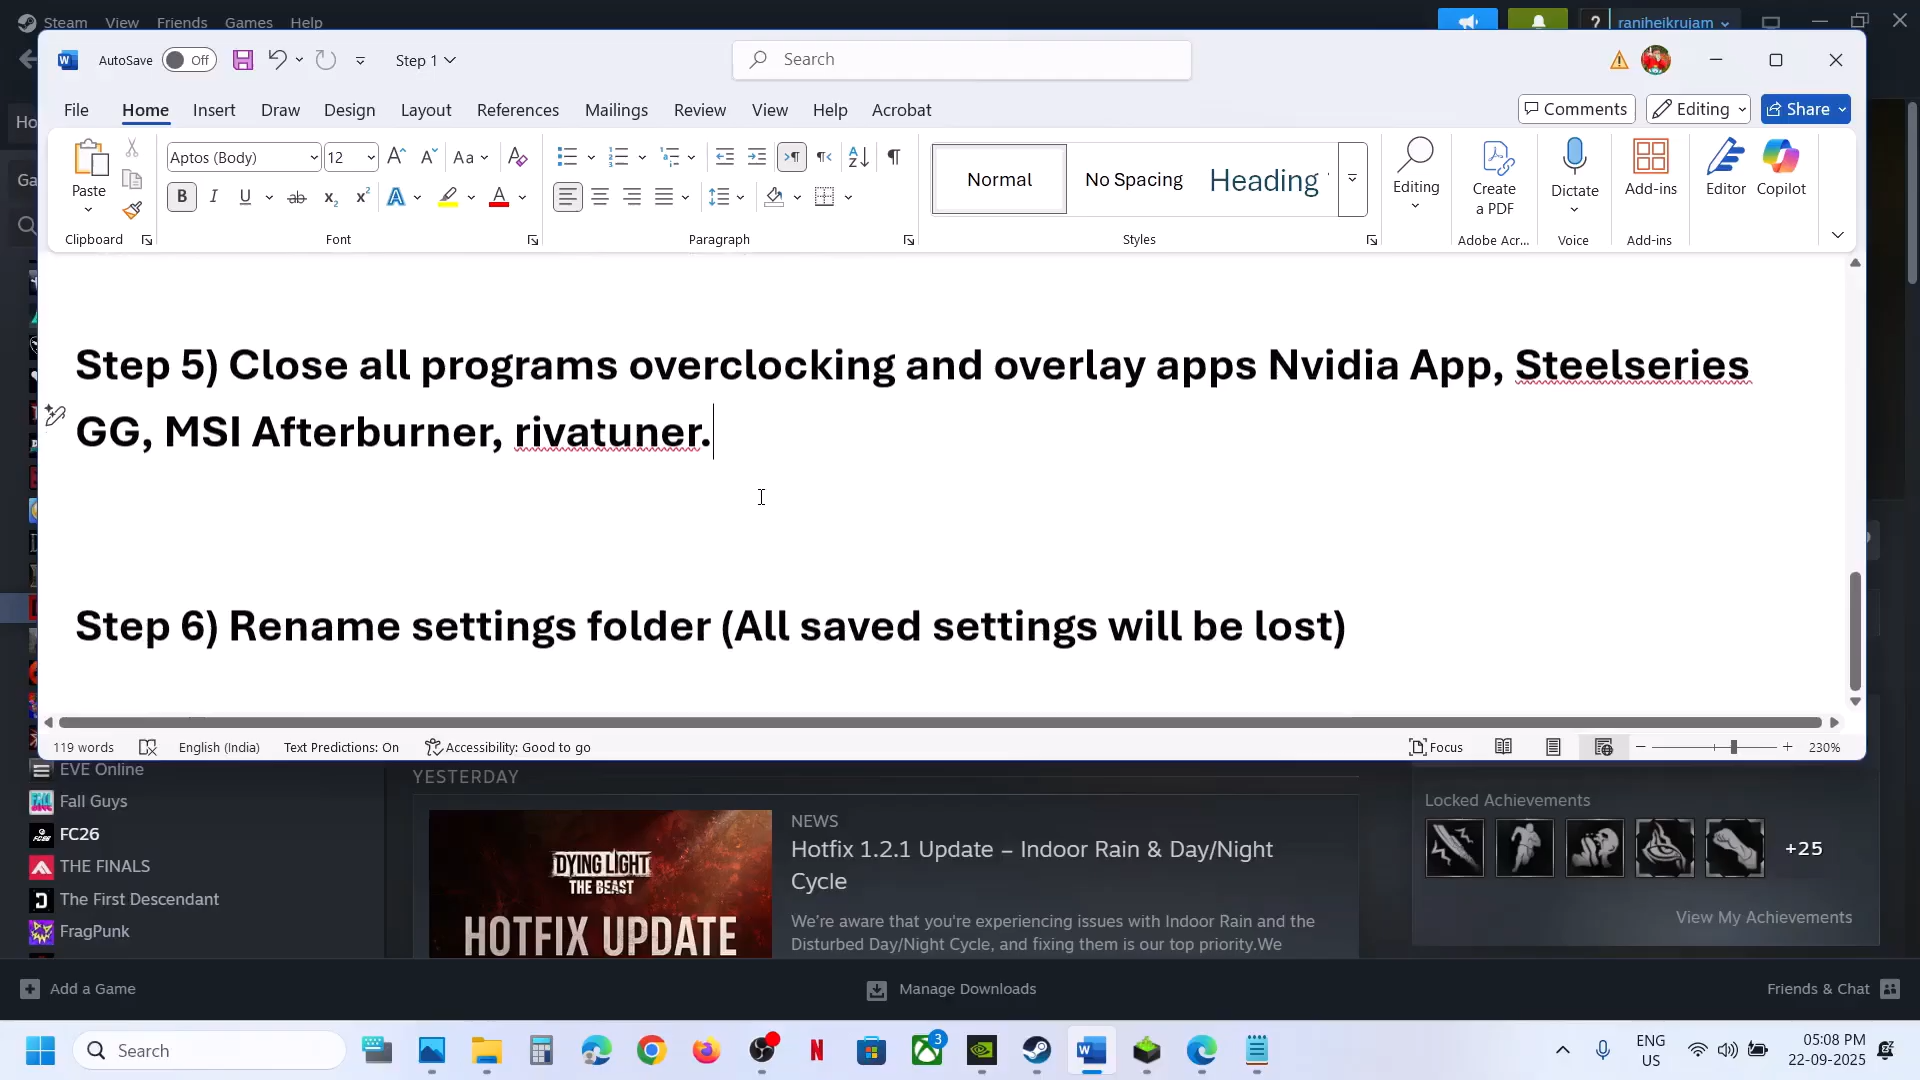 Steam View Friends Games Help
raniheikrujam
AutoSave Off Step 1 Search
File Home Insert Draw Design Layout References Mailings Review View Help Acrobat
Comments Editing Share
Paste
Aptos (Body) 12
Normal No Spacing Heading
Editing
Create a PDF
Dictate
Add-ins
Editor
Copilot
Clipboard Font Paragraph Styles Adobe Acr... Voice Add-ins
Step 5) Close all programs overclocking and overlay apps Nvidia App, Steelseries
GG, MSI Afterburner, rivatuner.
Step 6) Rename settings folder (All saved settings will be lost)
119 words English (India) Text Predictions: On Accessibility: Good to go Focus 230%
EVE Online
Fall Guys
FC26
THE FINALS
The First Descendant
FragPunk
YESTERDAY
DYING LIGHT
THE BEAST
HOTFIX UPDATE
NEWS
Hotfix 1.2.1 Update – Indoor Rain & Day/Night
Cycle
We're aware that you're experiencing issues with Indoor Rain and the
Disturbed Day/Night Cycle, and fixing them is our top priority.We
Locked Achievements
+25
View My Achievements
Add a Game Manage Downloads Friends & Chat
Search
3
ENG
US
05:08 PM
22-09-2025